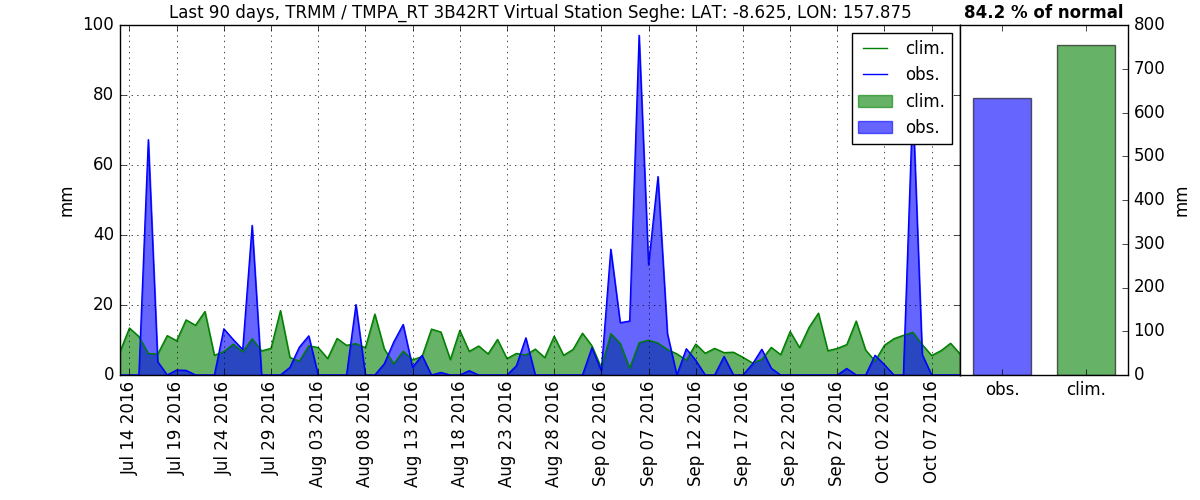 Last 90 days, TRMM / TMPA_RT 3B42RT Virtual Station Seghe: LAT: -8.625, LON: 157.875
84.2 % of normal
100
80
60
40
20
0
mm
clim.
obs.
clim.
obs.
800
700
600
500
400
300
200
100
0
mm
obs.
clim.
Jul 14 2016
Jul 19 2016
Jul 24 2016
Jul 29 2016
Aug 03 2016
Aug 08 2016
Aug 13 2016
Aug 18 2016
Aug 23 2016
Aug 28 2016
Sep 02 2016
Sep 07 2016
Sep 12 2016
Sep 17 2016
Sep 22 2016
Sep 27 2016
Oct 02 2016
Oct 07 2016